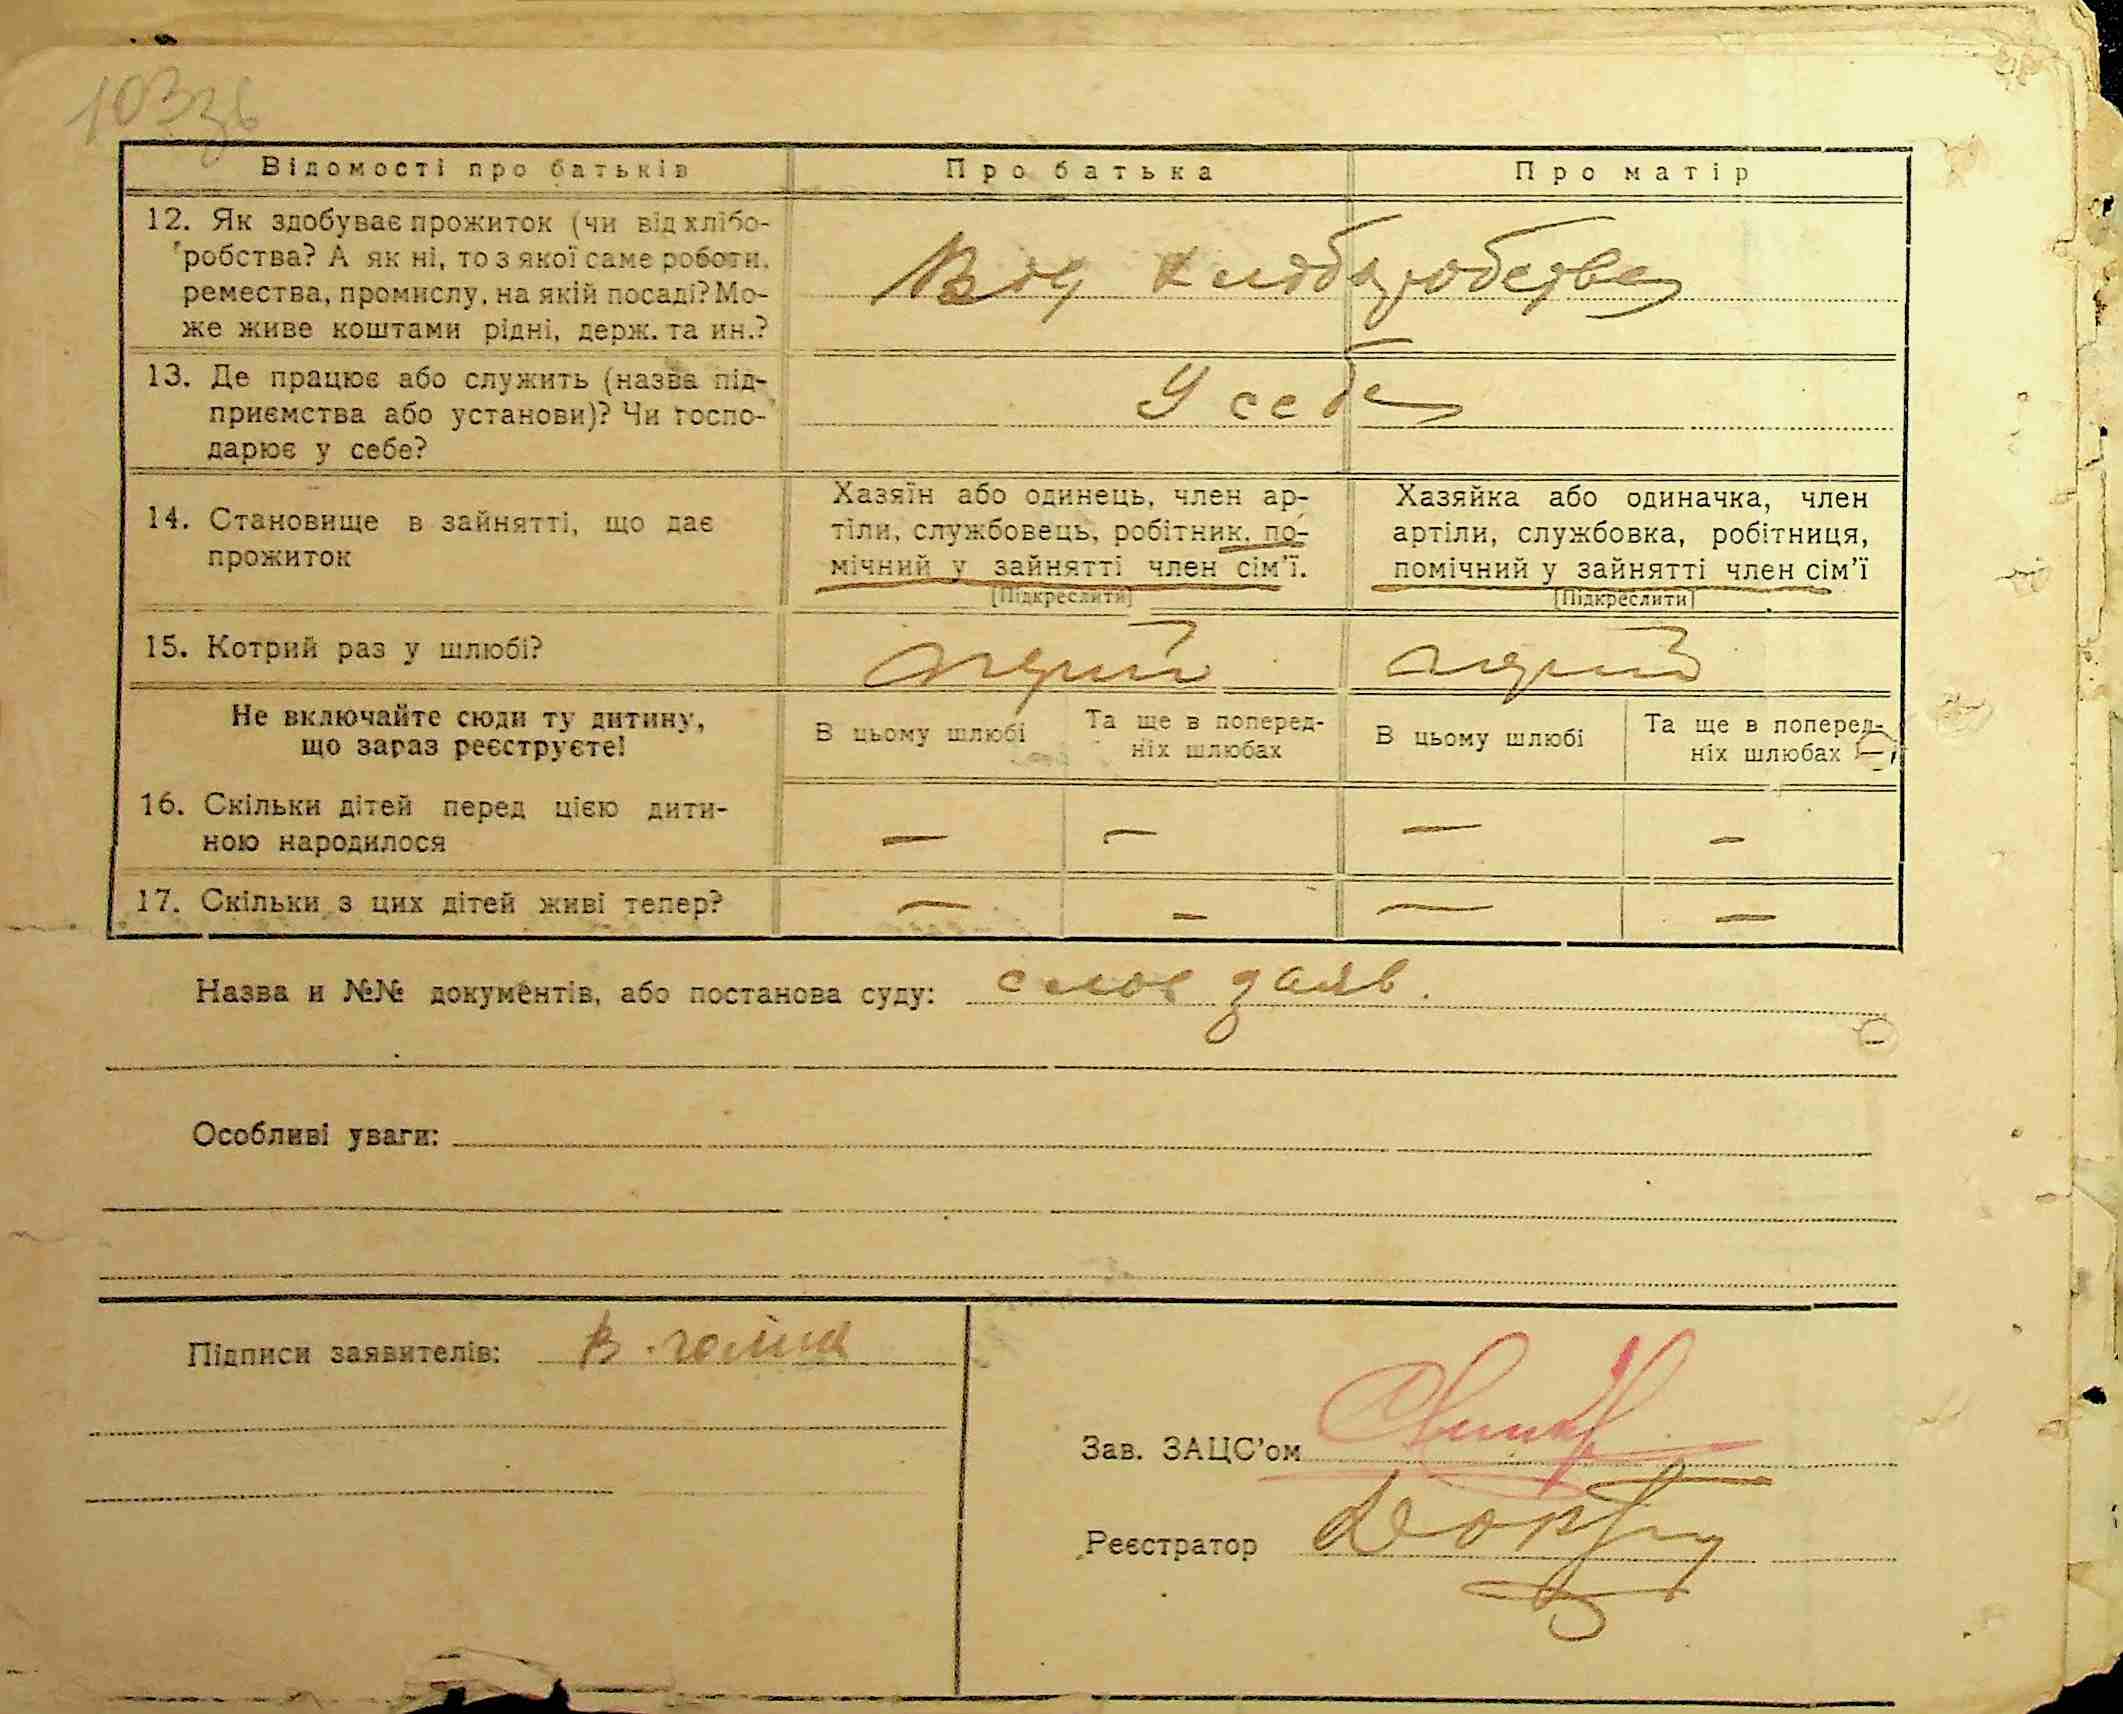 103зв
Відомості про батьків
Про батька
Про матір
12. Як здобуває прожиток (чи від хлібо-
робства? А як ні, то з якої саме роботи,
ремества, промислу, на якій посаді? Мо-
же живе коштами рідні, держ. та ин.?
Від хліборобства
13. Де працює або служить (назва під-
приємства або установи)? Чи госпо-
дарює у себе?
У себе
14. Становище в зайнятті, що дає
прожиток
Хазяїн або одинець, член ар-
тіли, службовець, робітник, по-
мічний у зайнятті член сім'ї.
[Підкреслити]
Хазяйка або одиначка, член
артіли, службовка, робітниця,
помічний у зайнятті член сім'ї
[Підкреслити]
15. Котрий раз у шлюбі?
Не включайте сюди ту дитину,
що зараз реєструєте!
В цьому шлюбі
Та ще в поперед-
ніх шлюбах
В цьому шлюбі
Та ще в поперед-
ніх шлюбах
16. Скільки дітей перед цією дити-
ною народилося
— — — —
17. Скільки з цих дітей живі тепер?
— — — —
Назва и №№ документів, або постанова суду: слов заяв.
Особливі уваги:
Підписи заявителів:
Зав. ЗАЦС'ом
Реєстратор